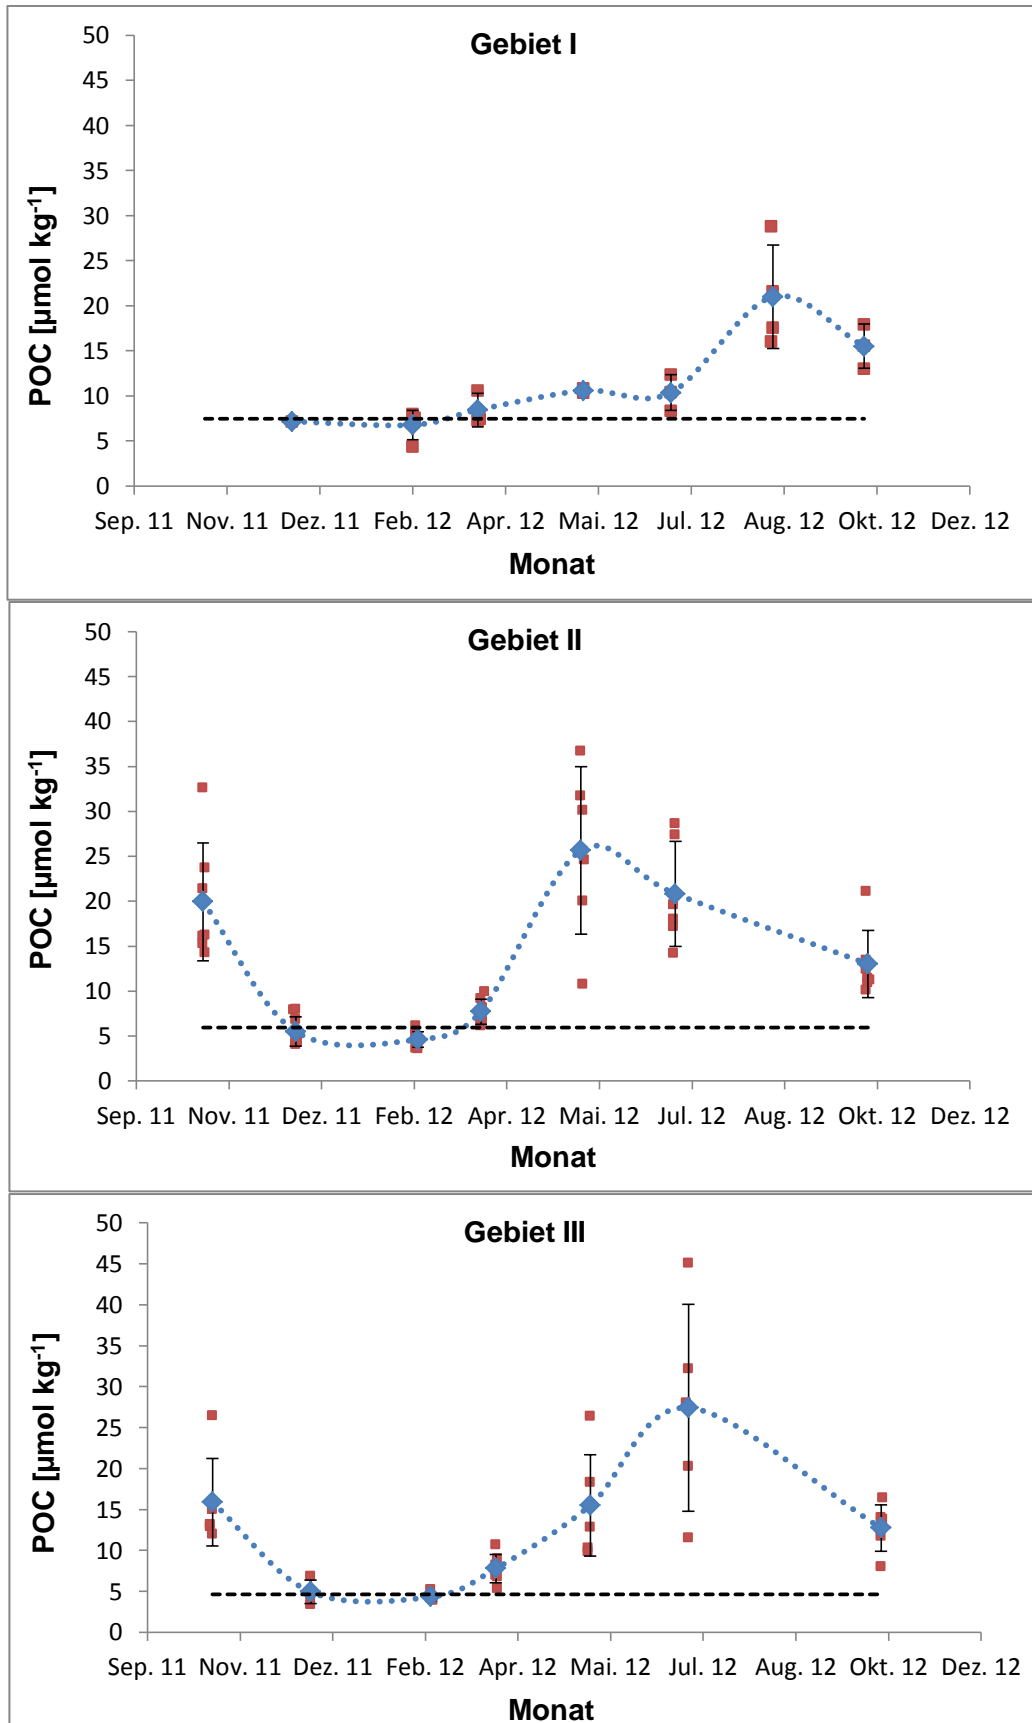 Gebiet I
POC [µmol kg⁻¹]
50
45
40
35
30
25
20
15
10
5
0
Sep. 11 Nov. 11 Dez. 11 Feb. 12 Apr. 12 Mai. 12 Jul. 12 Aug. 12 Okt. 12 Dez. 12
Monat
Gebiet II
POC [µmol kg⁻¹]
50
45
40
35
30
25
20
15
10
5
0
Sep. 11 Nov. 11 Dez. 11 Feb. 12 Apr. 12 Mai. 12 Jul. 12 Aug. 12 Okt. 12 Dez. 12
Monat
Gebiet III
POC [µmol kg⁻¹]
50
45
40
35
30
25
20
15
10
5
0
Sep. 11 Nov. 11 Dez. 11 Feb. 12 Apr. 12 Mai. 12 Jul. 12 Aug. 12 Okt. 12 Dez. 12
Monat